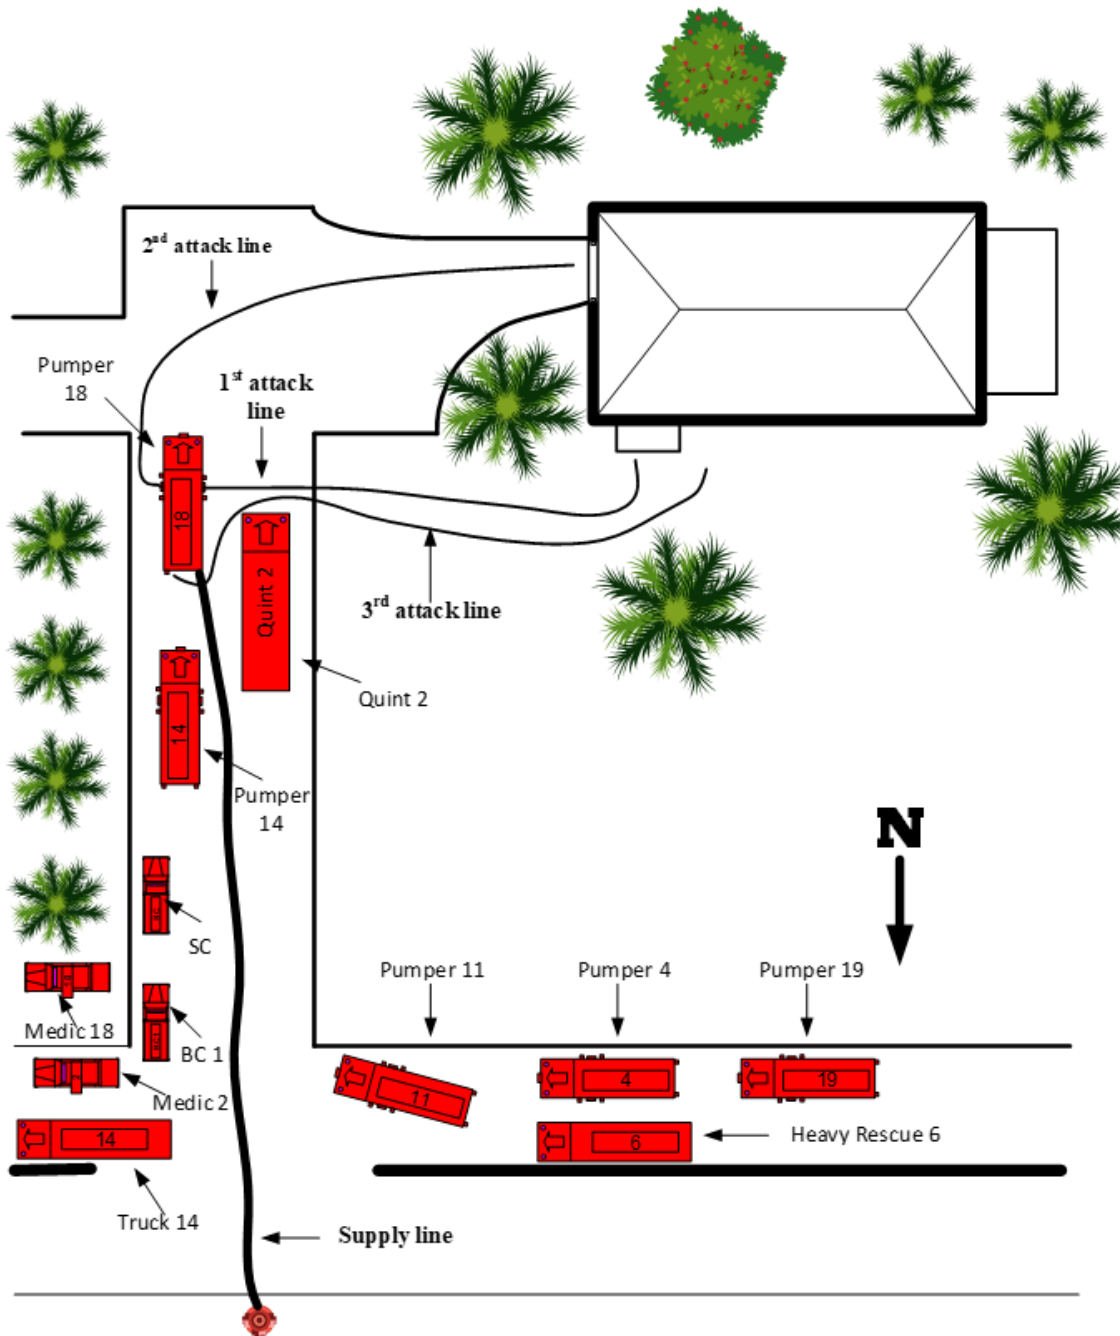 2nd attack line
Pumper
18
1st attack
line
18
Quint 2
3rd attack line
Quint 2
14
Pumper
14
SC
N
Pumper 11
Pumper 4
Pumper 19
Medic 18
BC 1
Medic 2
2
11
4
19
14
6
Heavy Rescue 6
Truck 14
Supply line